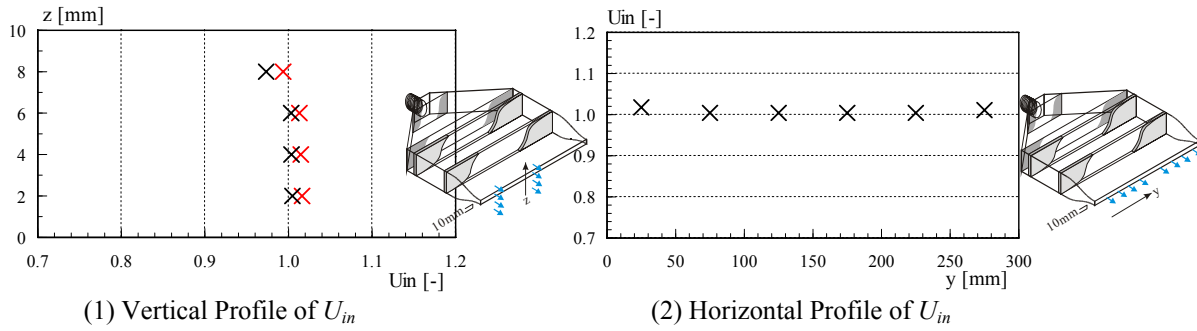 z [mm]
10
8
6
4
2
0
0.7 0.8 0.9 1.0 1.1 1.2
Uin [-]
10mm
z
(1) Vertical Profile of U_in
Uin [-]
1.2
1.1
1.0
0.9
0.8
0.7
0 50 100 150 200 250 300
y [mm]
10mm
y
(2) Horizontal Profile of U_in